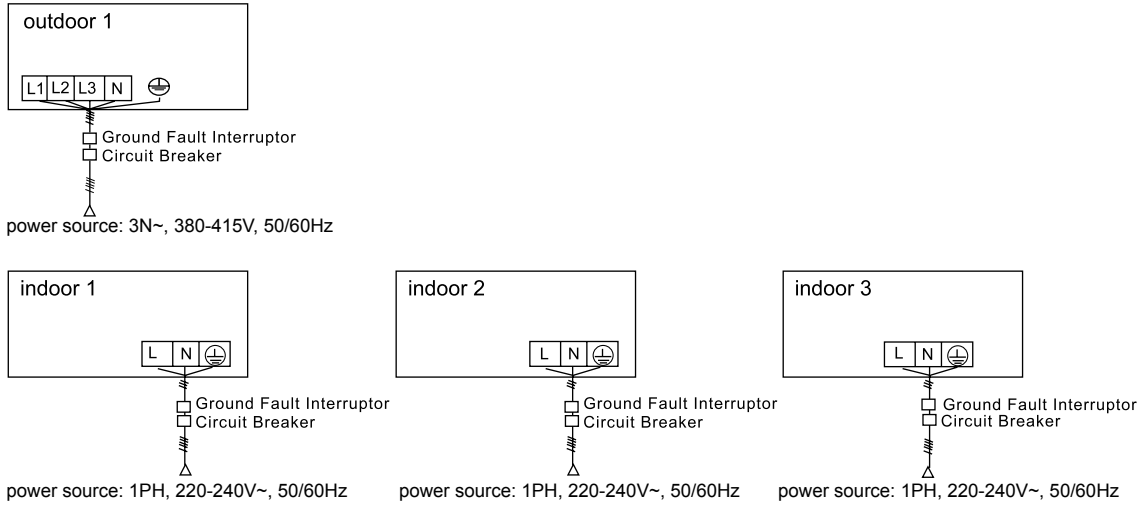 outdoor 1
L1 L2 L3 N
Ground Fault Interruptor
Circuit Breaker
power source: 3N~, 380-415V, 50/60Hz
indoor 1
L N
Ground Fault Interruptor
Circuit Breaker
power source: 1PH, 220-240V~, 50/60Hz
indoor 2
L N
Ground Fault Interruptor
Circuit Breaker
power source: 1PH, 220-240V~, 50/60Hz
indoor 3
L N
Ground Fault Interruptor
Circuit Breaker
power source: 1PH, 220-240V~, 50/60Hz